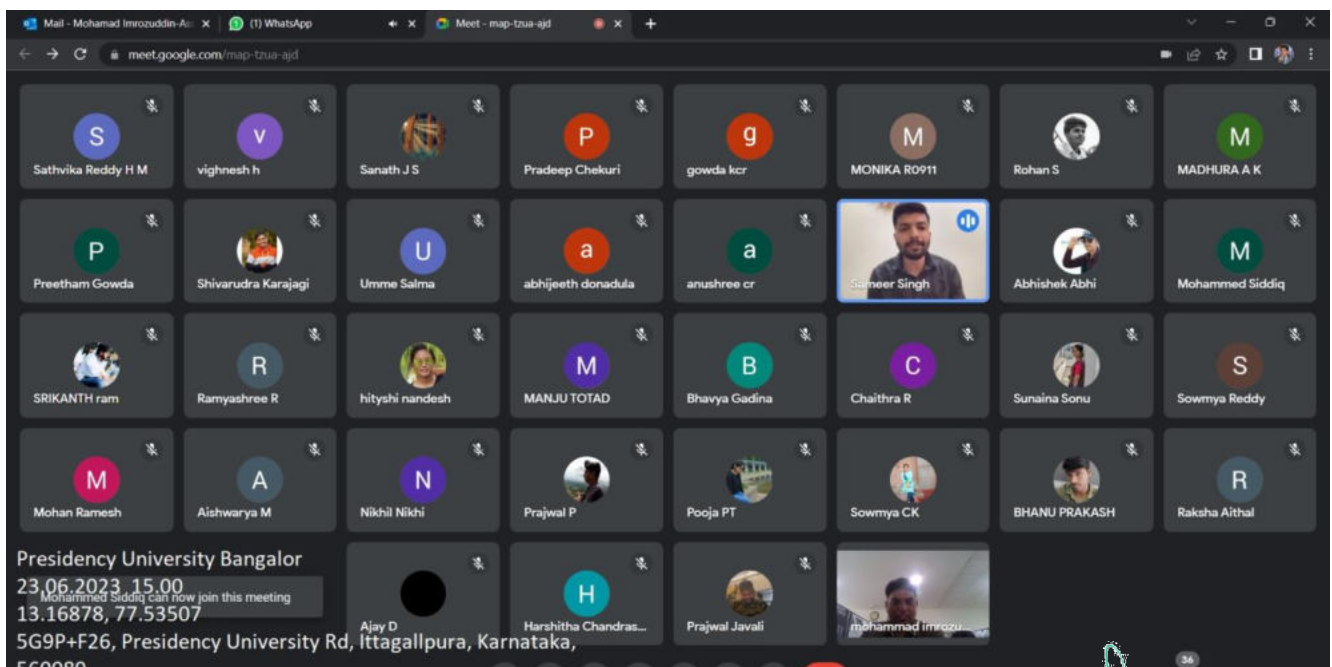 Mail - Mohamad Imrozuddin-As
(1) WhatsApp
Meet - map-tzua-ajd
meet.google.com/map-tzua-ajd
S v P g M M
Sathvika Reddy H M vighnesh h Sanath J S Pradeep Chekuri gowda kcr MONIKA R0911 Rohan S MADHURA A K
P U a a M
Preetham Gowda Shivarudra Karajagi Umme Salma abhijeeth donadula anushree cr Sameer Singh Abhishek Abhi Mohammed Siddiq
R M B C S
SRIKANTH ram Ramyashree R hityshi nandesh MANJU TOTAD Bhavya Gadina Chaithra R Sunaina Sonu Sowmya Reddy
M A N R
Mohan Ramesh Aishwarya M Nikhil Nikhi Prajwal P Pooja PT Sowmya CK BHANU PRAKASH Raksha Aithal
H
Ajay D Harshitha Chandras... Prajwal Javali mohammad imrozu...
Presidency University Bangalor
23.06.2023 15.00
Mohammed Siddiq can now join this meeting
13.16878, 77.53507
5G9P+F26, Presidency University Rd, Ittagallpura, Karnataka,
36